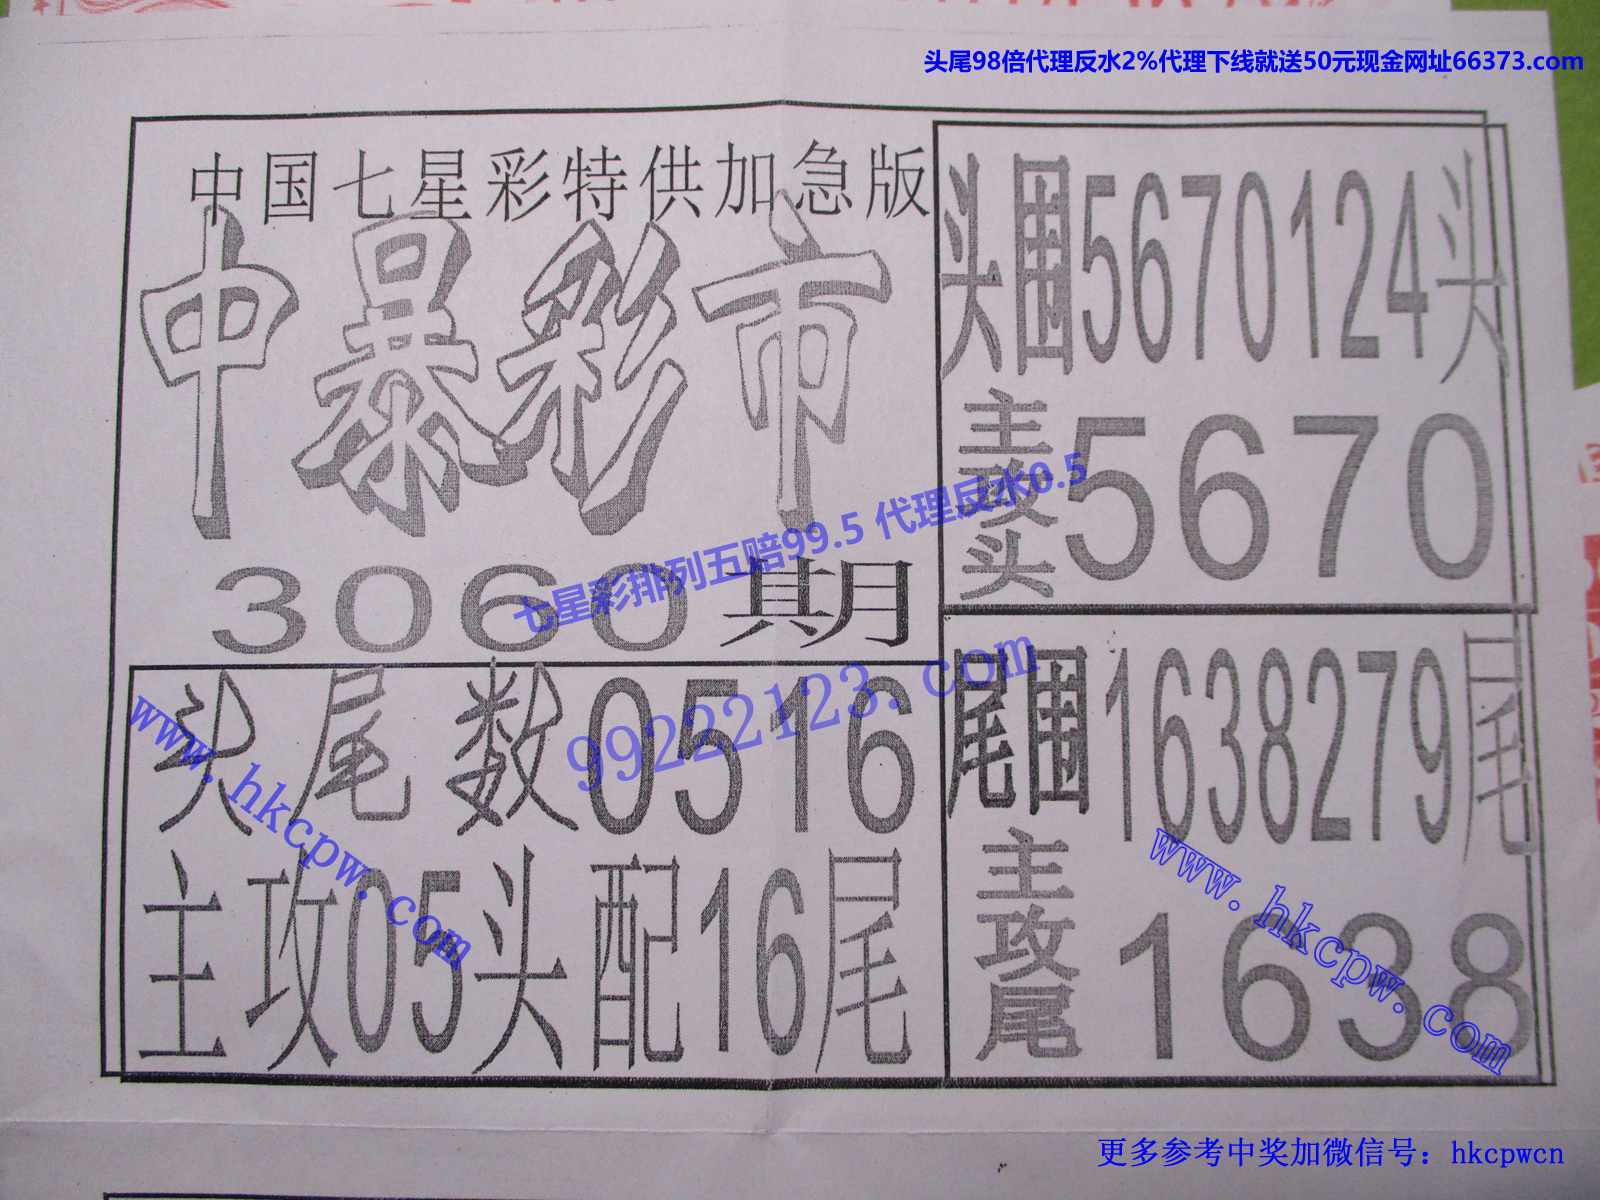 头尾98倍代理反水2%代理下线就送50元现金网址66373.com
中国七星彩特供加急版
中暴彩市
3060期
七星彩排列五赔99.5 代理反水0.5
99222123.com
头尾数0516
主攻05头配16尾
www.hkcpw.com
头围5670124头
主攻头5670
尾围1638279尾
主攻尾1638
www.hkcpw.com
更多参考中奖加微信号：hkcpwcn